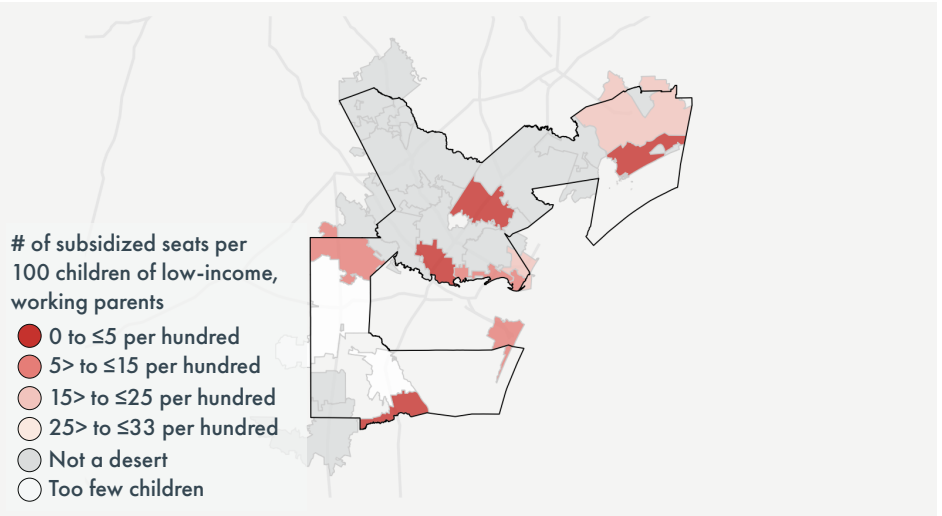 # of subsidized seats per
100 children of low-income,
working parents
0 to ≤5 per hundred
5> to ≤15 per hundred
15> to ≤25 per hundred
25> to ≤33 per hundred
Not a desert
Too few children